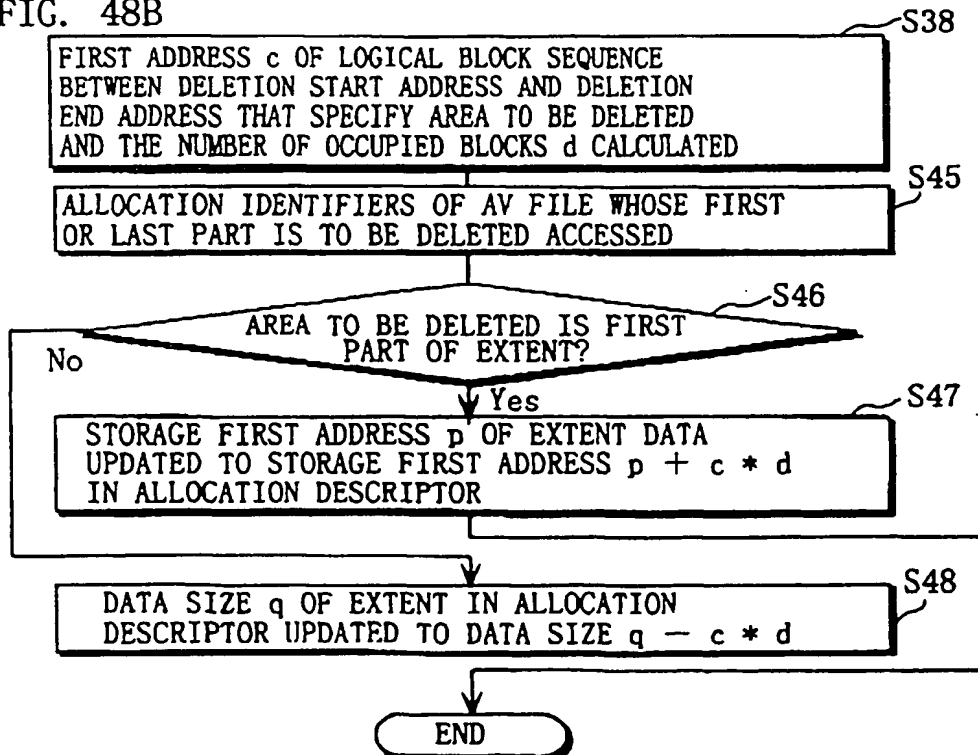 FIG. 48B
S38
FIRST ADDRESS c OF LOGICAL BLOCK SEQUENCE
BETWEEN DELETION START ADDRESS AND DELETION
END ADDRESS THAT SPECIFY AREA TO BE DELETED
AND THE NUMBER OF OCCUPIED BLOCKS d CALCULATED
S45
ALLOCATION IDENTIFIERS OF AV FILE WHOSE FIRST
OR LAST PART IS TO BE DELETED ACCESSED
S46
AREA TO BE DELETED IS FIRST
PART OF EXTENT?
No
Yes
S47
STORAGE FIRST ADDRESS p OF EXTENT DATA
UPDATED TO STORAGE FIRST ADDRESS p + c * d
IN ALLOCATION DESCRIPTOR
S48
DATA SIZE q OF EXTENT IN ALLOCATION
DESCRIPTOR UPDATED TO DATA SIZE q − c * d
END